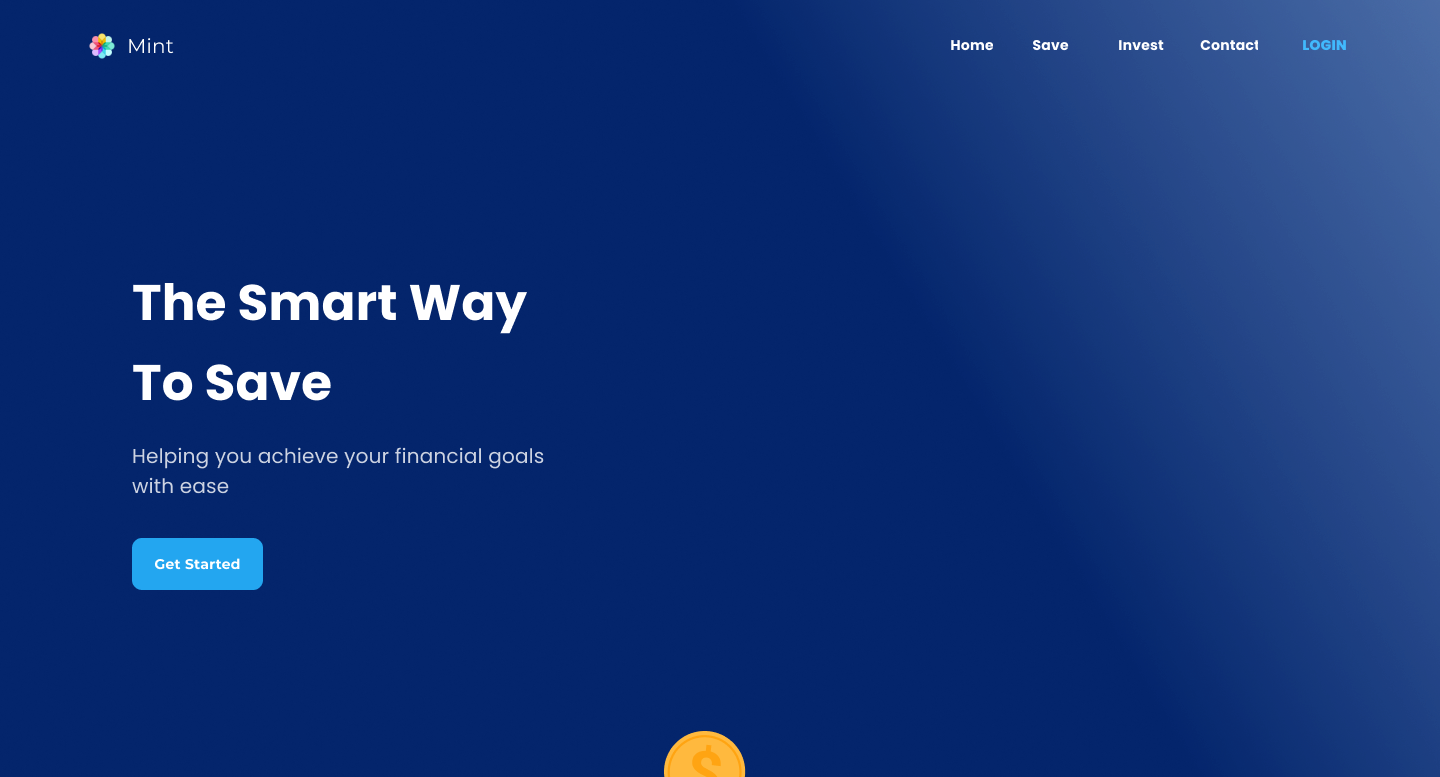 Mint
Home Save Invest Contact LOGIN
The Smart Way
To Save
Helping you achieve your financial goals
with ease
Get Started
$